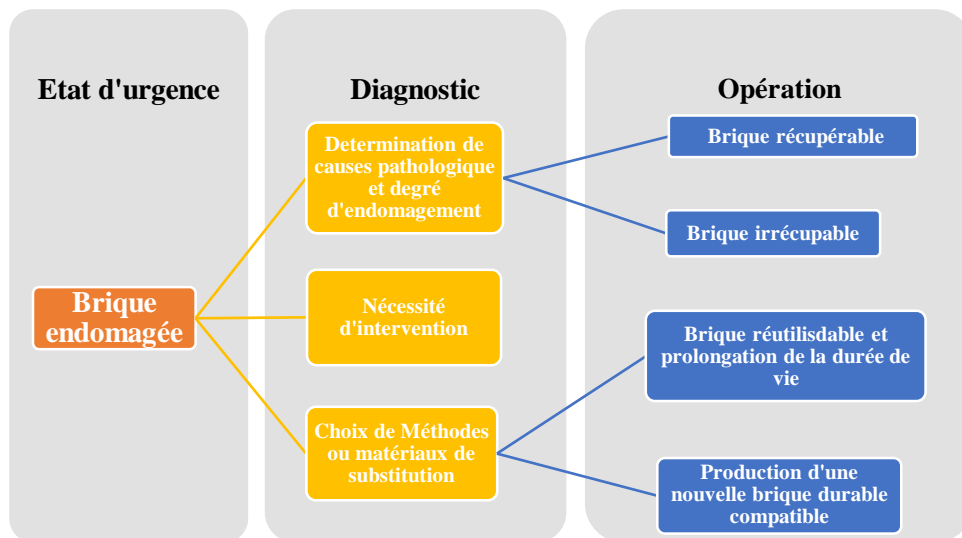 Etat d'urgence
Brique
endomagée
Diagnostic
Determination de
causes pathologique
et degré
d'endomagement
Nécessité
d'intervention
Choix de Méthodes
ou matériaux de
substitution
Opération
Brique récupérable
Brique irrécupable
Brique réutilisdable et
prolongation de la durée de
vie
Production d'une
nouvelle brique durable
compatible